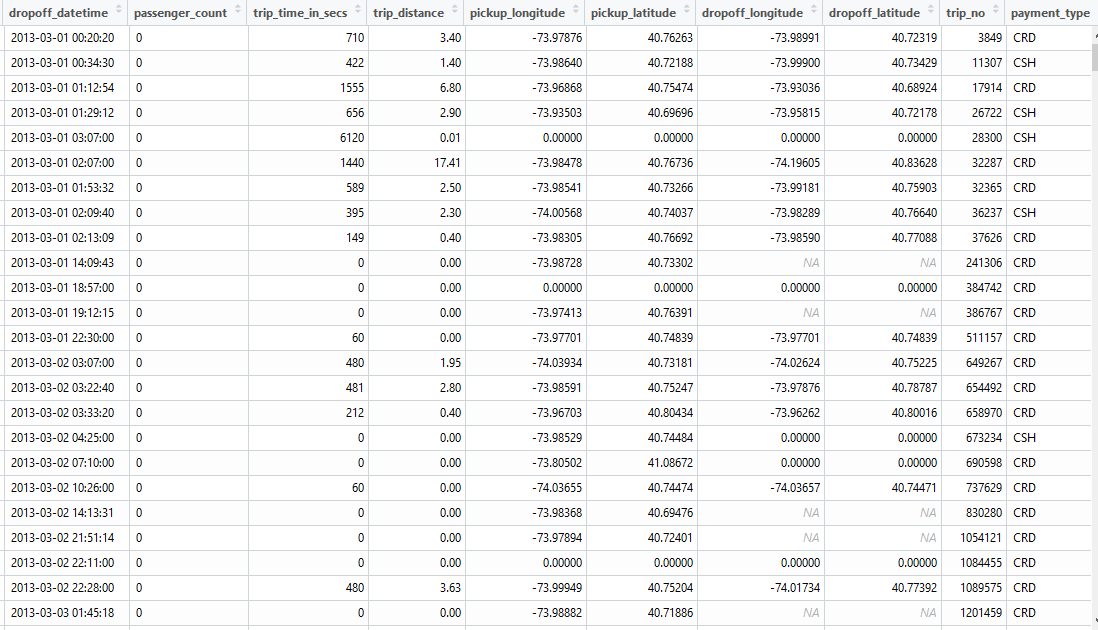 dropoff_datetime passenger_count trip_time_in_secs trip_distance pickup_longitude pickup_latitude dropoff_longitude dropoff_latitude trip_no payment_type
2013-03-01 00:20:20 0 710 3.40 -73.97876 40.76263 -73.98991 40.72319 3849 CRD
2013-03-01 00:34:30 0 422 1.40 -73.98640 40.72188 -73.99900 40.73429 11307 CSH
2013-03-01 01:12:54 0 1555 6.80 -73.96868 40.75474 -73.93036 40.68924 17914 CRD
2013-03-01 01:29:12 0 656 2.90 -73.93503 40.69696 -73.95815 40.72178 26722 CSH
2013-03-01 03:07:00 0 6120 0.01 0.00000 0.00000 0.00000 0.00000 28300 CSH
2013-03-01 02:07:00 0 1440 17.41 -73.98478 40.76736 -74.19605 40.83628 32287 CRD
2013-03-01 01:53:32 0 589 2.50 -73.98541 40.73266 -73.99181 40.75903 32365 CRD
2013-03-01 02:09:40 0 395 2.30 -74.00568 40.74037 -73.98289 40.76640 36237 CSH
2013-03-01 02:13:09 0 149 0.40 -73.98305 40.76692 -73.98590 40.77088 37626 CRD
2013-03-01 14:09:43 0 0 0.00 -73.98728 40.73302 NA NA 241306 CRD
2013-03-01 18:57:00 0 0 0.00 0.00000 0.00000 0.00000 0.00000 384742 CRD
2013-03-01 19:12:15 0 0 0.00 -73.97413 40.76391 NA NA 386767 CRD
2013-03-01 22:30:00 0 60 0.00 -73.97701 40.74839 -73.97701 40.74839 511157 CRD
2013-03-02 03:07:00 0 480 1.95 -74.03934 40.73181 -74.02624 40.75225 649267 CRD
2013-03-02 03:22:40 0 481 2.80 -73.98591 40.75247 -73.97876 40.78787 654492 CRD
2013-03-02 03:33:20 0 212 0.40 -73.96703 40.80434 -73.96262 40.80016 658970 CRD
2013-03-02 04:25:00 0 0 0.00 -73.98529 40.74484 0.00000 0.00000 673234 CSH
2013-03-02 07:10:00 0 0 0.00 -73.80502 41.08672 0.00000 0.00000 690598 CRD
2013-03-02 10:26:00 0 60 0.00 -74.03655 40.74474 -74.03657 40.74471 737629 CRD
2013-03-02 14:13:31 0 0 0.00 -73.98368 40.69476 NA NA 830280 CRD
2013-03-02 21:51:14 0 0 0.00 -73.97894 40.72401 NA NA 1054121 CRD
2013-03-02 22:11:00 0 0 0.00 0.00000 0.00000 0.00000 0.00000 1084455 CRD
2013-03-02 22:28:00 0 480 3.63 -73.99949 40.75204 -74.01734 40.77392 1089575 CRD
2013-03-03 01:45:18 0 0 0.00 -73.98882 40.71886 NA NA 1201459 CRD